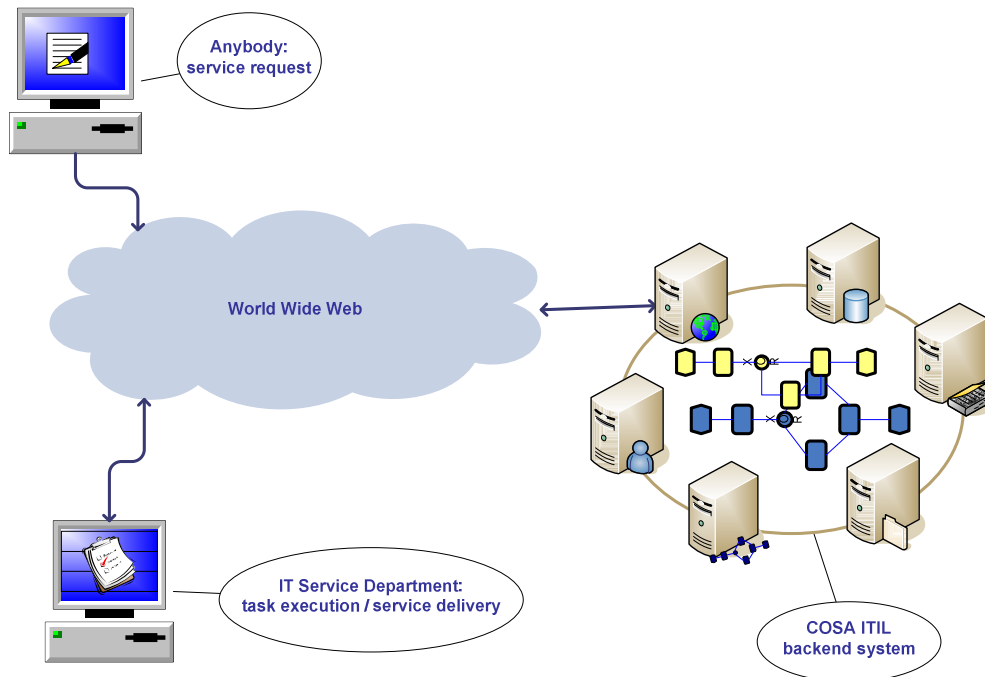 Anybody:
service request
World Wide Web
X
R
X
R
IT Service Department:
task execution / service delivery
COSA ITIL
backend system